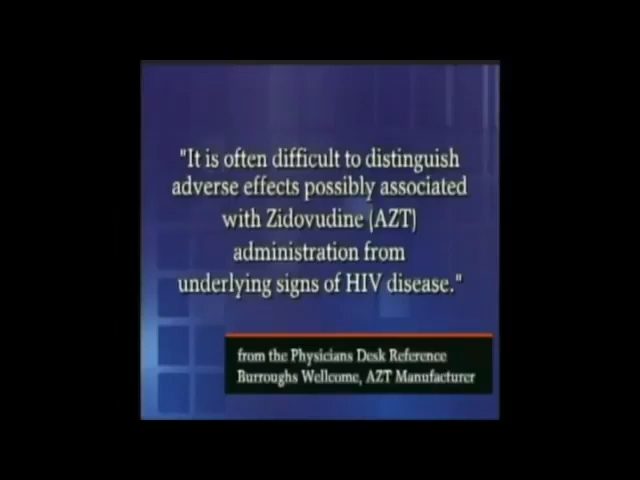 "It is often difficult to distinguish
adverse effects possibly associated
with Zidovudine (AZT)
administration from
underlying signs of HIV disease."
from the Physicians Desk Reference
Burroughs Wellcome, AZT Manufacturer